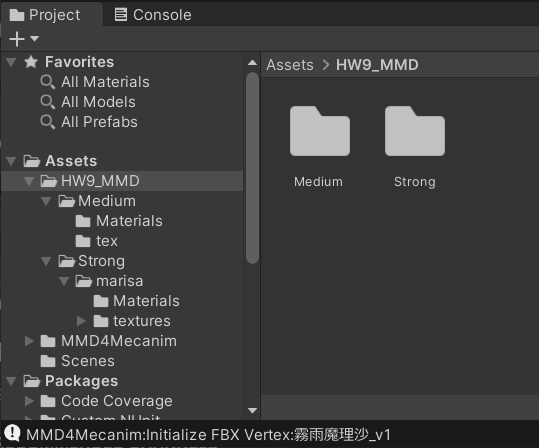 Project
Console
Favorites
All Materials
All Models
All Prefabs
Assets
HW9_MMD
Medium
Materials
tex
Strong
marisa
Materials
textures
MMD4Mecanim
Scenes
Packages
Code Coverage
Custom NUnit
Assets > HW9_MMD
Medium
Strong
MMD4Mecanim:Initialize FBX Vertex:霧雨魔理沙_v1